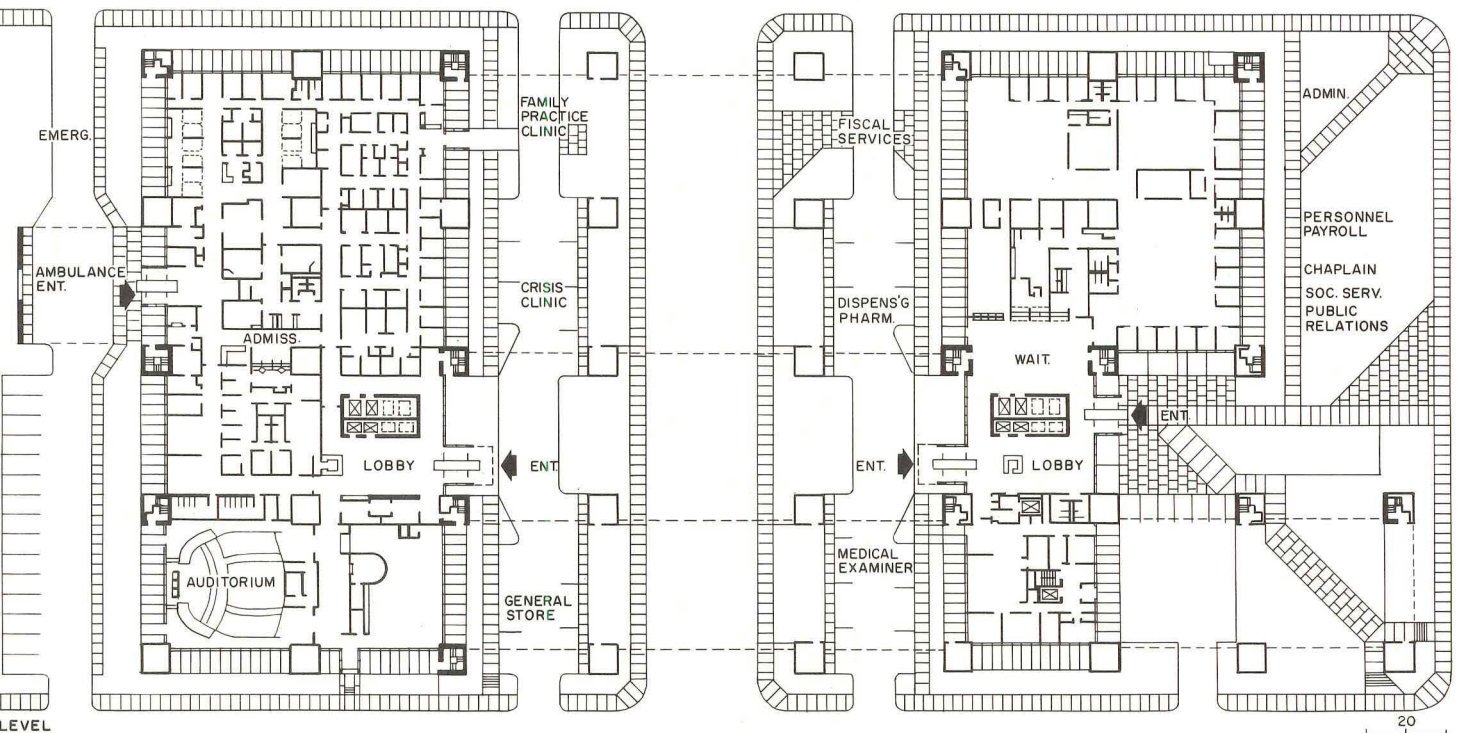 EMERG.
AMBULANCE
ENT.
ADMISS.
LOBBY
ENT.
AUDITORIUM
FAMILY
PRACTICE
CLINIC
CRISIS
CLINIC
GENERAL
STORE
FISCAL
SERVICES
DISPENS'G
PHARM.
WAIT.
ENT.
ENT.
LOBBY
MEDICAL
EXAMINER
ADMIN.
PERSONNEL
PAYROLL
CHAPLAIN
SOC. SERV.
PUBLIC
RELATIONS
LEVEL
20